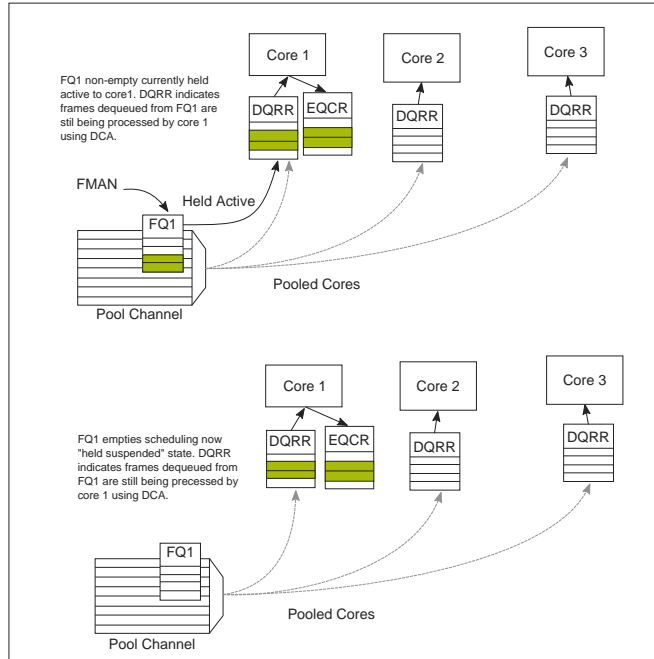 Core 1
Core 2
Core 3
FQ1 non-empty currently held
active to core1. DQRR indicates
frames dequeued from FQ1 are
still being processed by core 1
using DCA.
DQRR
EQCR
DQRR
DQRR
FMAN
Held Active
FQ1
Pooled Cores
Pool Channel
Core 1
Core 2
Core 3
FQ1 empties scheduling now
"held suspended" state. DQRR
indicates frames dequeued from
FQ1 are still being precessed by
core 1 using DCA.
DQRR
EQCR
DQRR
DQRR
FQ1
Pooled Cores
Pool Channel